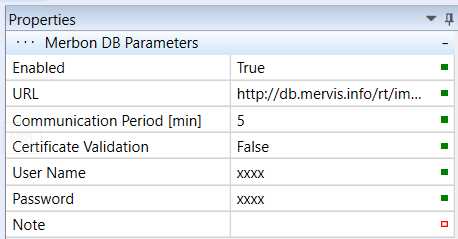 Properties
··· Merbon DB Parameters
Enabled True
URL http://db.mervis.info/rt/im...
Communication Period [min] 5
Certificate Validation False
User Name xxxx
Password xxxx
Note